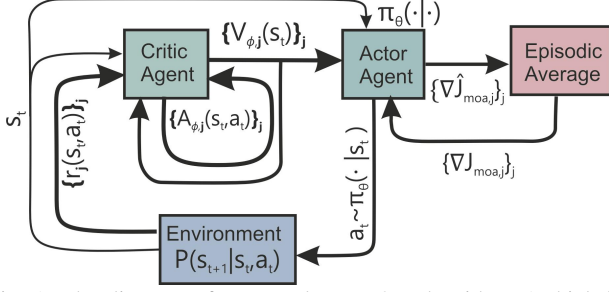 π_θ(·|·)
{V_ϕ,j(s_t)}_j
Critic
Agent
Actor
Agent
Episodic
Average
{∇Ĵ_moa,j}_j
{A_ϕ,j(s_t,a_t)}_j
s_t
{r_j(s_t,a_t)}_j
{∇J_moa,j}_j
a_t~π_θ(· |s_t)
Environment
P(s_t+1|s_t,a_t)